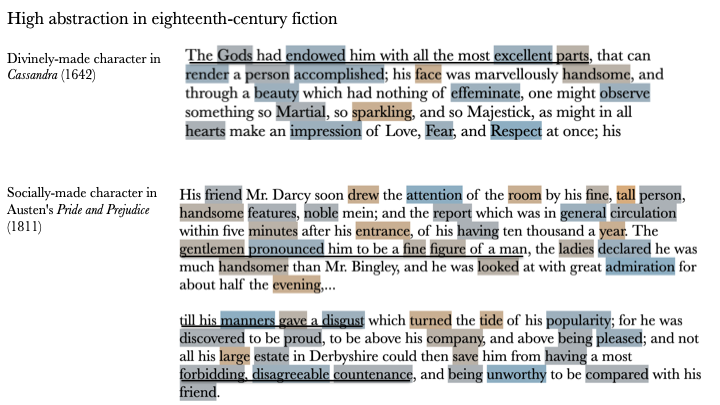 High abstraction in eighteenth-century fiction
Divinely-made character in
Cassandra (1642)
The Gods had endowed him with all the most excellent parts, that can
render a person accomplished; his face was marvellously handsome, and
through a beauty which had nothing of effeminate, one might observe
something so Martial, so sparkling, and so Majestick, as might in all
hearts make an impression of Love, Fear, and Respect at once; his
Socially-made character in
Austen's Pride and Prejudice
(1811)
His friend Mr. Darcy soon drew the attention of the room by his fine, tall person,
handsome features, noble mein; and the report which was in general circulation
within five minutes after his entrance, of his having ten thousand a year. The
gentlemen pronounced him to be a fine figure of a man, the ladies declared he was
much handsomer than Mr. Bingley, and he was looked at with great admiration for
about half the evening,...
till his manners gave a disgust which turned the tide of his popularity; for he was
discovered to be proud, to be above his company, and above being pleased; and not
all his large estate in Derbyshire could then save him from having a most
forbidding, disagreeable countenance, and being unworthy to be compared with his
friend.